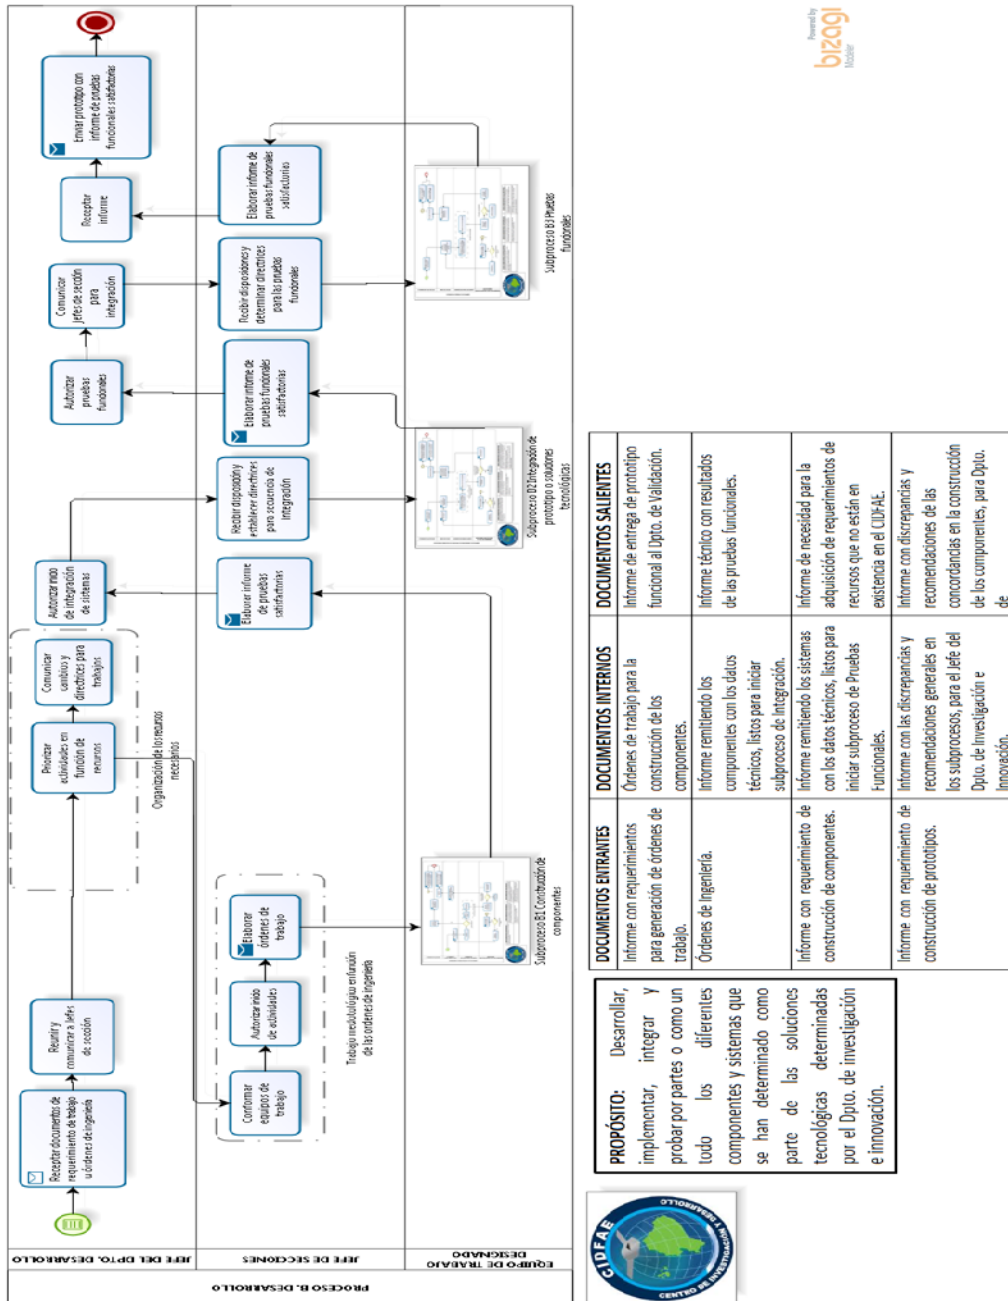 PROCESO B. DESARROLLO
JEFE DEL DPTO. DESARROLLO
JEFE DE SECCIONES
EQUIPO DE TRABAJO
DESIGNADO
Receptar documentos de
requerimiento de trabajo
u órdenes de ingeniería
Reunir y
comunicar a Jefes
de sección
Priorizar
actividades en
función de
recursos
Comunicar
cambios y
directrices para
trabajos
Organización de los recursos
necesarios
Autorizar inicio
de integración
de sistemas
Autorizar
pruebas
funcionales
Comunicar
Jefes de sección
para
integración
Receptar
informe
Enviar prototipo con
informe de pruebas
funcionales satisfactorias
Conformar
equipos de
trabajo
Autorizar inicio
de actividades
Elaborar
órdenes de
trabajo
Trabajo metodológico en función
de las ordenes de ingeniería
Elaborar informe
de pruebas
satisfactorias
Recibir disposición y
establecer directrices
para secuencia de
integración
Elaborar informe de
pruebas funcionales
satisfactorias
Recibir disposiciones y
determinar directrices
para las pruebas
funcionales
Elaborar informe de
pruebas funcionales
satisfactorias
Subproceso B1 Construcción de
componentes
Subproceso B2 Integración de
prototipo o soluciones
tecnológicas
Subproceso B3 Pruebas
funcionales
CIDFAE
CENTRO DE INVESTIGACIÓN Y DESARROLLO
PROPÓSITO: Desarrollar,
implementar, integrar y
probar por partes o como un
todo los diferentes
componentes y sistemas que
se han determinado como
parte de las soluciones
tecnológicas determinadas
por el Dpto. de investigación
e innovación.
DOCUMENTOS ENTRANTES
Informe con requerimientos
para generación de órdenes de
trabajo.
Órdenes de Ingeniería.
Informe con requerimiento de
construcción de componentes.
Informe con requerimiento de
construcción de prototipos.
DOCUMENTOS INTERNOS
Órdenes de trabajo para la
construcción de los
componentes.
Informe remitiendo los
componentes con los datos
técnicos, listos para iniciar
subproceso de Integración.
Informe remitiendo los sistemas
con los datos técnicos, listos para
iniciar subproceso de Pruebas
Funcionales.
Informe con las discrepancias y
recomendaciones generales en
los subprocesos, para el Jefe del
Dpto. de Investigación e
Innovación.
DOCUMENTOS SALIENTES
Informe de entrega de prototipo
funcional al Dpto. de Validación.
Informe técnico con resultados
de las pruebas funcionales.
Informe de necesidad para la
adquisición de requerimientos de
recursos que no están en
existencia en el CIDFAE.
Informe con discrepancias y
recomendaciones de las
concordancias en la construcción
de los componentes, para Dpto.
de
Powered by
bizagi
Modeler